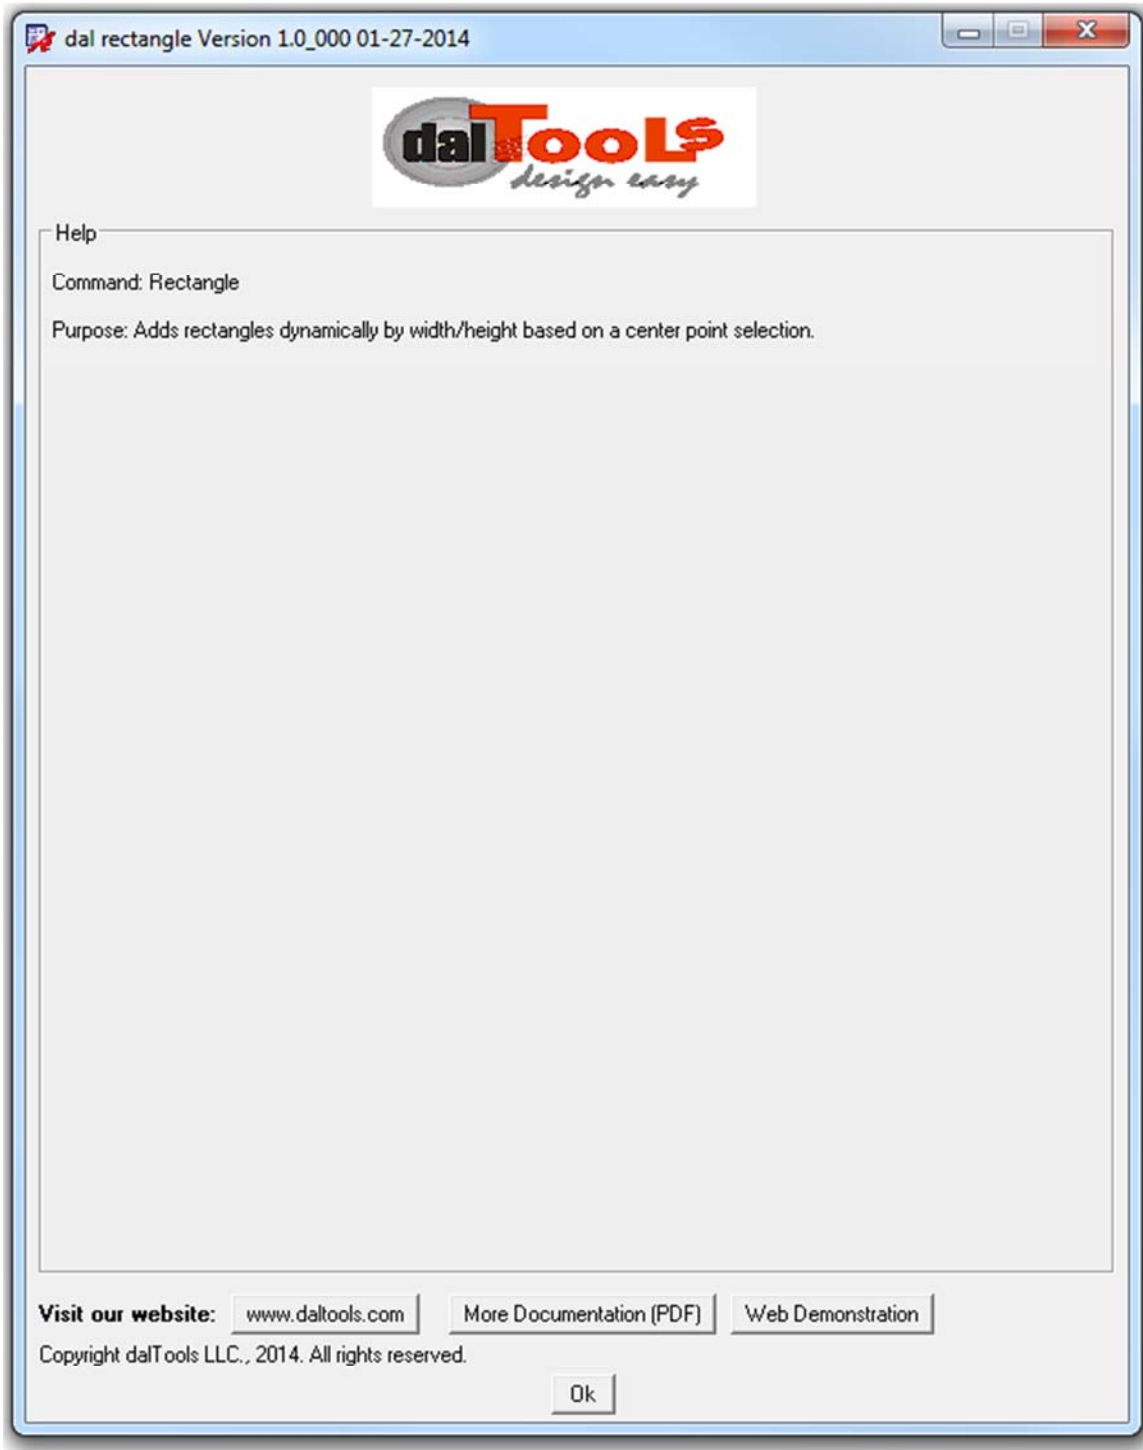 dal rectangle Version 1.0_000 01-27-2014
dalTooLS
design easy
Help
Command: Rectangle
Purpose: Adds rectangles dynamically by width/height based on a center point selection.
Visit our website: www.daltools.com More Documentation (PDF) Web Demonstration
Copyright dalTools LLC., 2014. All rights reserved.
Ok